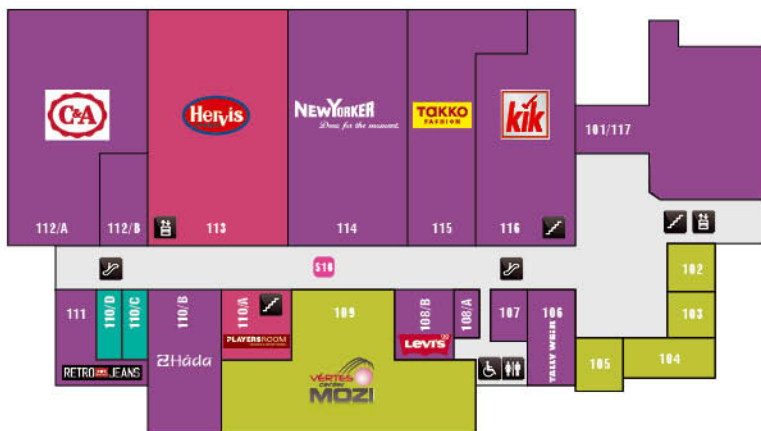 C&A
Hervis
NEWYORKER
Dress for the moment.
TAKKO
FASHION
kik
101/117
112/A
112/B
113
114
115
116
S10
102
103
104
105
111
110/D
110/C
110/B
110/A
109
108/B
108/A
107
106
PLAYERSROOM
LEVI'S
TALLY WEIJL
RETRO JEANS
Háda
VÉRTES
center
MOZI